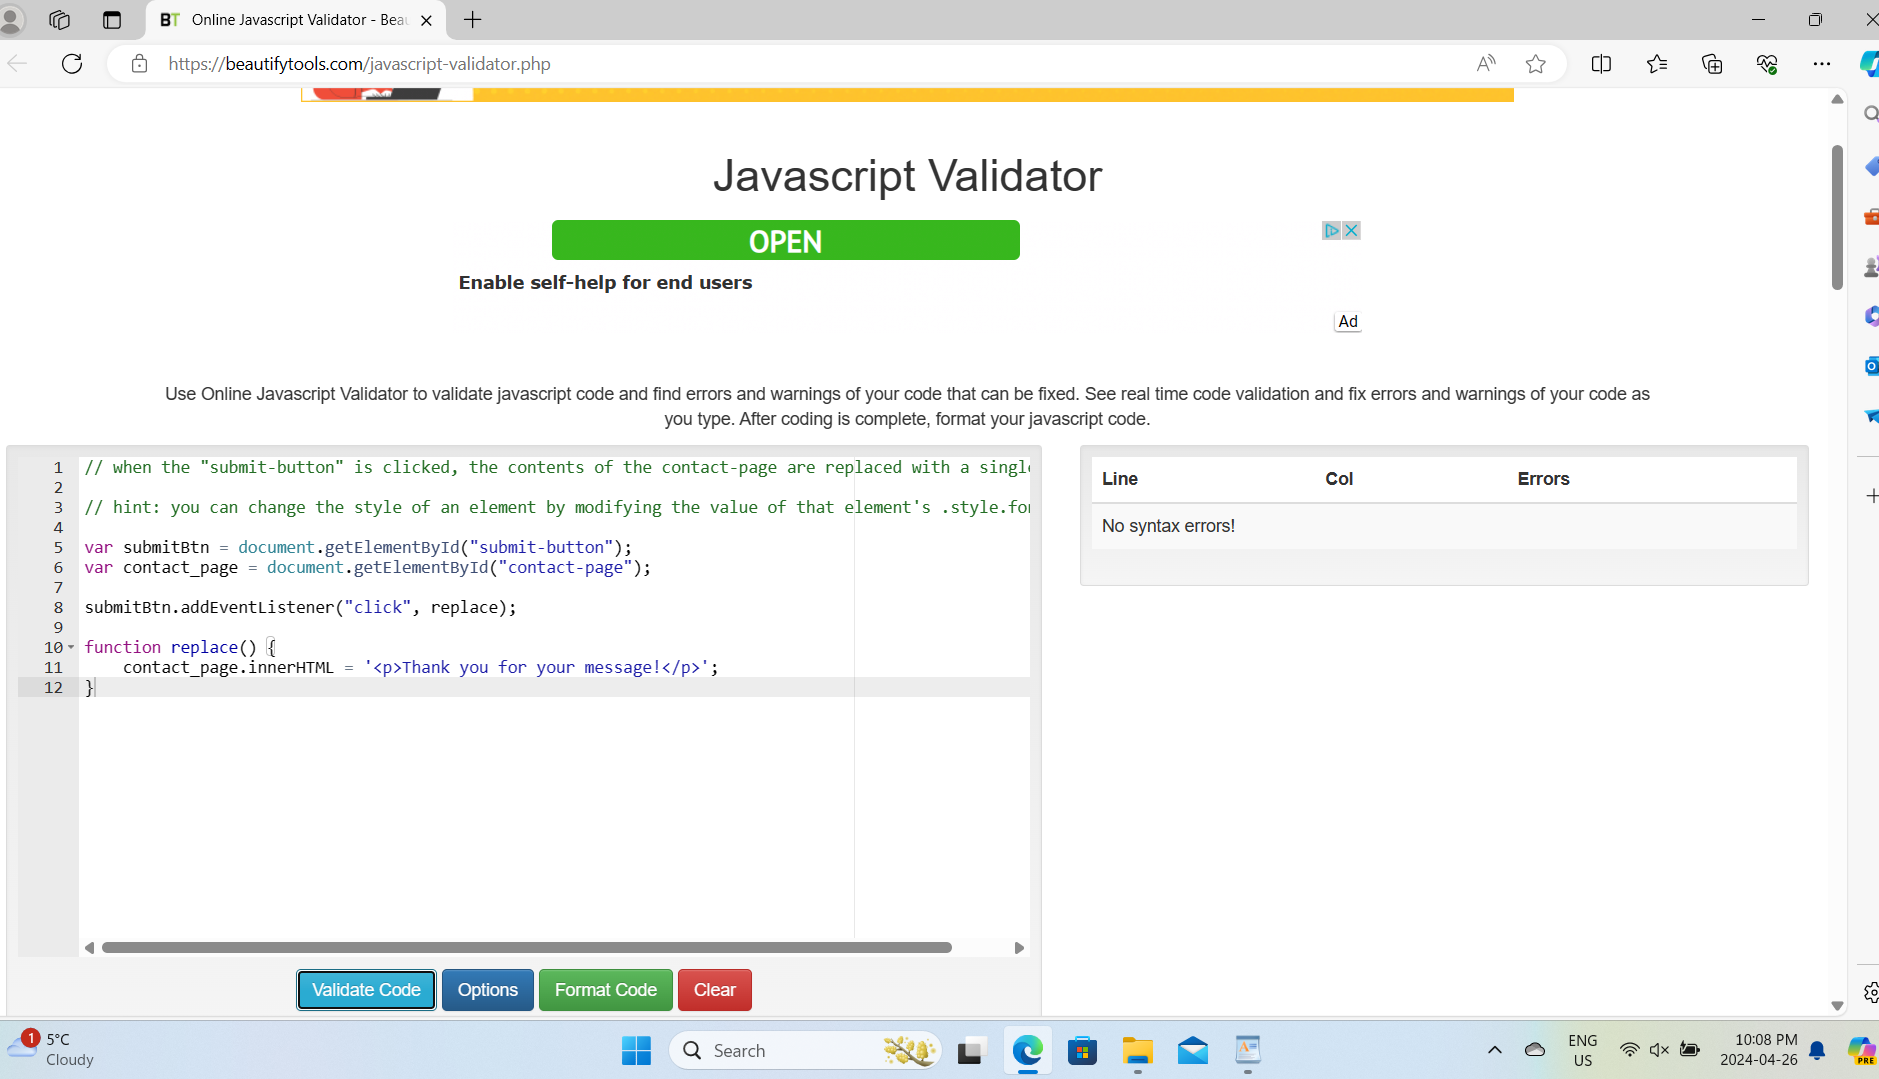 BT Online Javascript Validator - Beau
https://beautifytools.com/javascript-validator.php
Javascript Validator
OPEN
Enable self-help for end users
Ad
Use Online Javascript Validator to validate javascript code and find errors and warnings of your code that can be fixed. See real time code validation and fix errors and warnings of your code as
you type. After coding is complete, format your javascript code.
1 // when the "submit-button" is clicked, the contents of the contact-page are replaced with a single
2
3 // hint: you can change the style of an element by modifying the value of that element's .style.for
4
5 var submitBtn = document.getElementById("submit-button");
6 var contact_page = document.getElementById("contact-page");
7
8 submitBtn.addEventListener("click", replace);
9
10 function replace() {
11 contact_page.innerHTML = '<p>Thank you for your message!</p>';
12 }
Line Col Errors
No syntax errors!
Validate Code Options Format Code Clear
1 5°C
Cloudy
Search
ENG
US
10:08 PM
2024-04-26
PRE